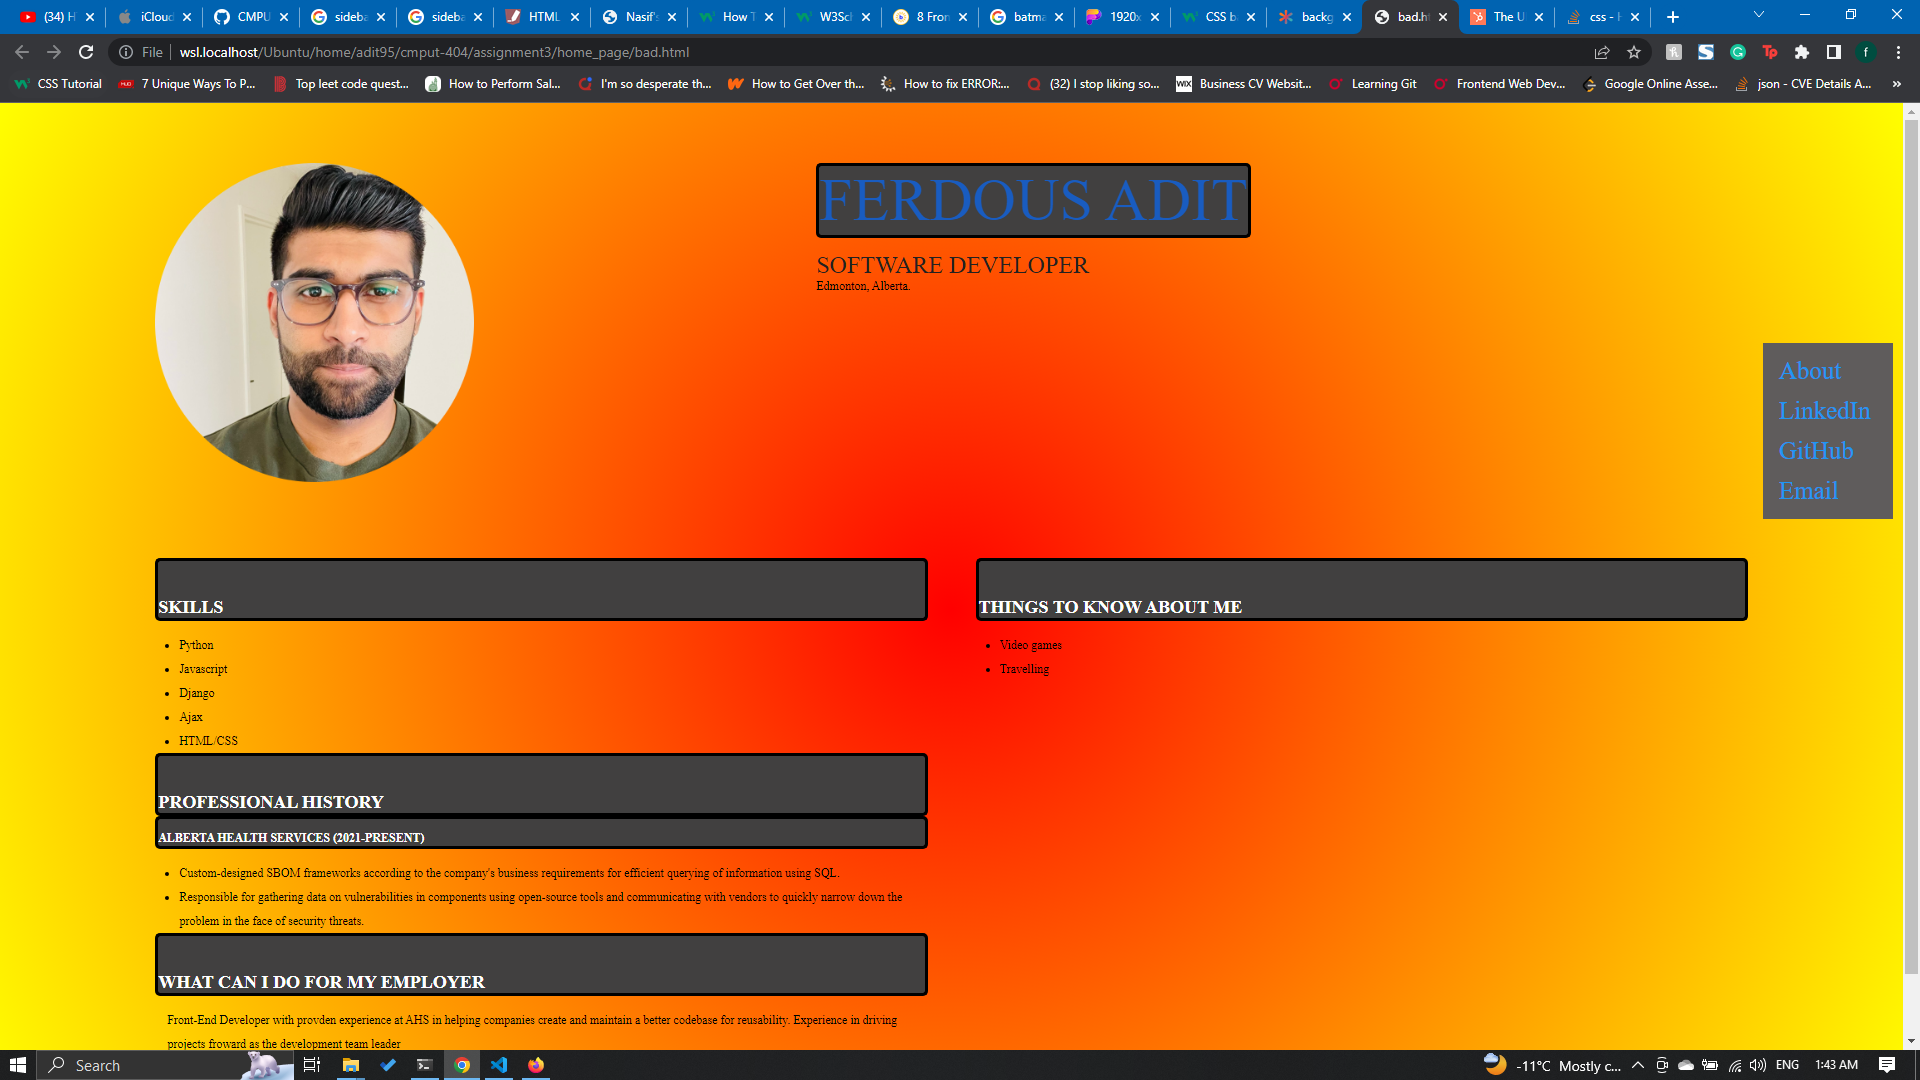 (34) H
iCloud
CMPU
sideba
sideba
HTML
Nasif's
How T
W3Sch
8 Fron
batma
1920x
CSS b
backg
bad.ht
The U
css - H
File
wsl.localhost/Ubuntu/home/adit95/cmput-404/assignment3/home_page/bad.html
CSS Tutorial
7 Unique Ways To P...
Top leet code quest...
How to Perform Sal...
I'm so desperate th...
How to Get Over th...
How to fix ERROR:...
(32) I stop liking so...
Business CV Websit...
Learning Git
Frontend Web Dev...
Google Online Asse...
json - CVE Details A...
FERDOUS ADIT
SOFTWARE DEVELOPER
Edmonton, Alberta.
About
LinkedIn
GitHub
Email
SKILLS
• Python
• Javascript
• Django
• Ajax
• HTML/CSS
THINGS TO KNOW ABOUT ME
• Video games
• Travelling
PROFESSIONAL HISTORY
ALBERTA HEALTH SERVICES (2021-PRESENT)
• Custom-designed SBOM frameworks according to the company's business requirements for efficient querying of information using SQL.
• Responsible for gathering data on vulnerabilities in components using open-source tools and communicating with vendors to quickly narrow down the
problem in the face of security threats.
WHAT CAN I DO FOR MY EMPLOYER
Front-End Developer with provden experience at AHS in helping companies create and maintain a better codebase for reusability. Experience in driving
projects froward as the development team leader
Search
-11°C Mostly c...
ENG
1:43 AM